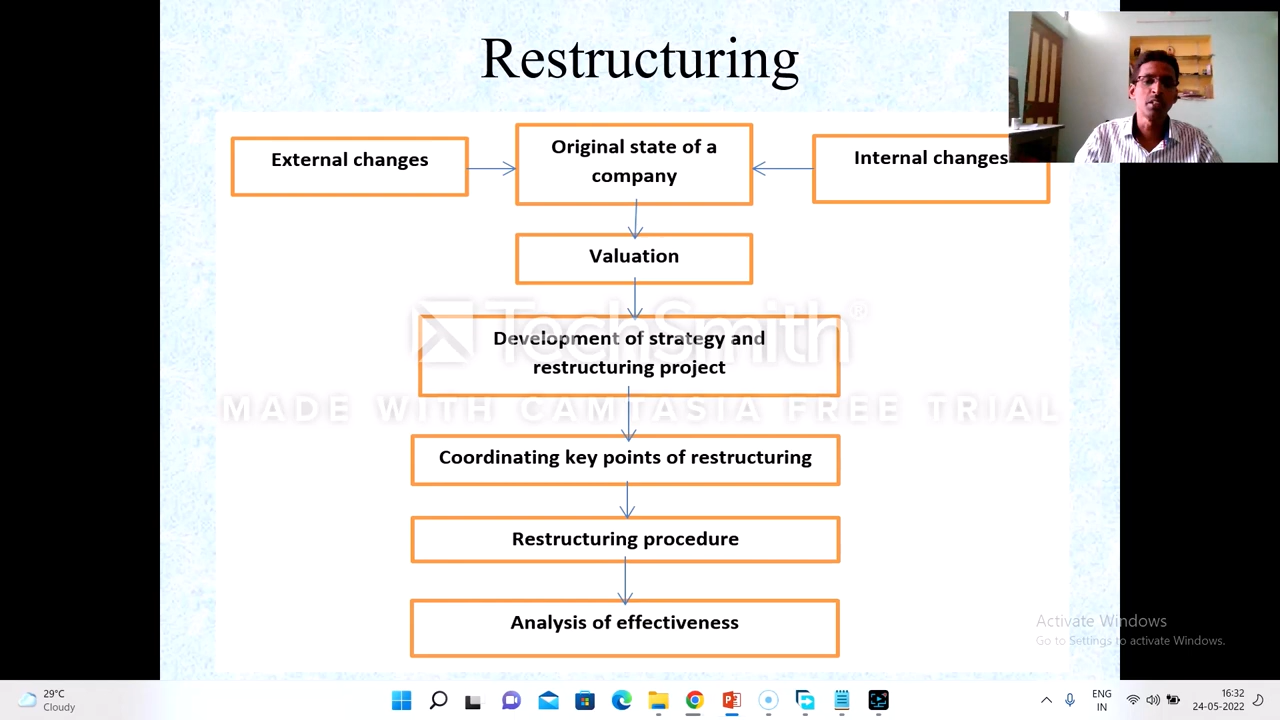 Restructuring
External changes
Original state of a
company
Internal changes
Valuation
TechSmith®
Development of strategy and
restructuring project
MADE WITH CAMTASIA FREE TRIAL
Coordinating key points of restructuring
Restructuring procedure
Analysis of effectiveness
Activate Windows
Go to Settings to activate Windows.
29°C
Cloudy
ENG
IN
16:32
24-05-2022